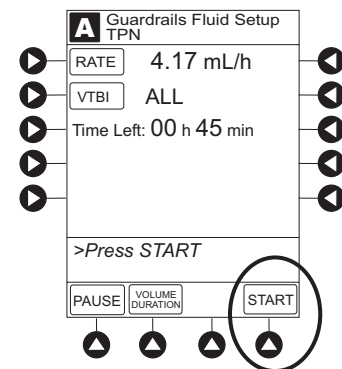 A Guardrails Fluid Setup
TPN
RATE 4.17 mL/h
VTBI ALL
Time Left: 00 h 45 min
>Press START
PAUSE VOLUME DURATION START